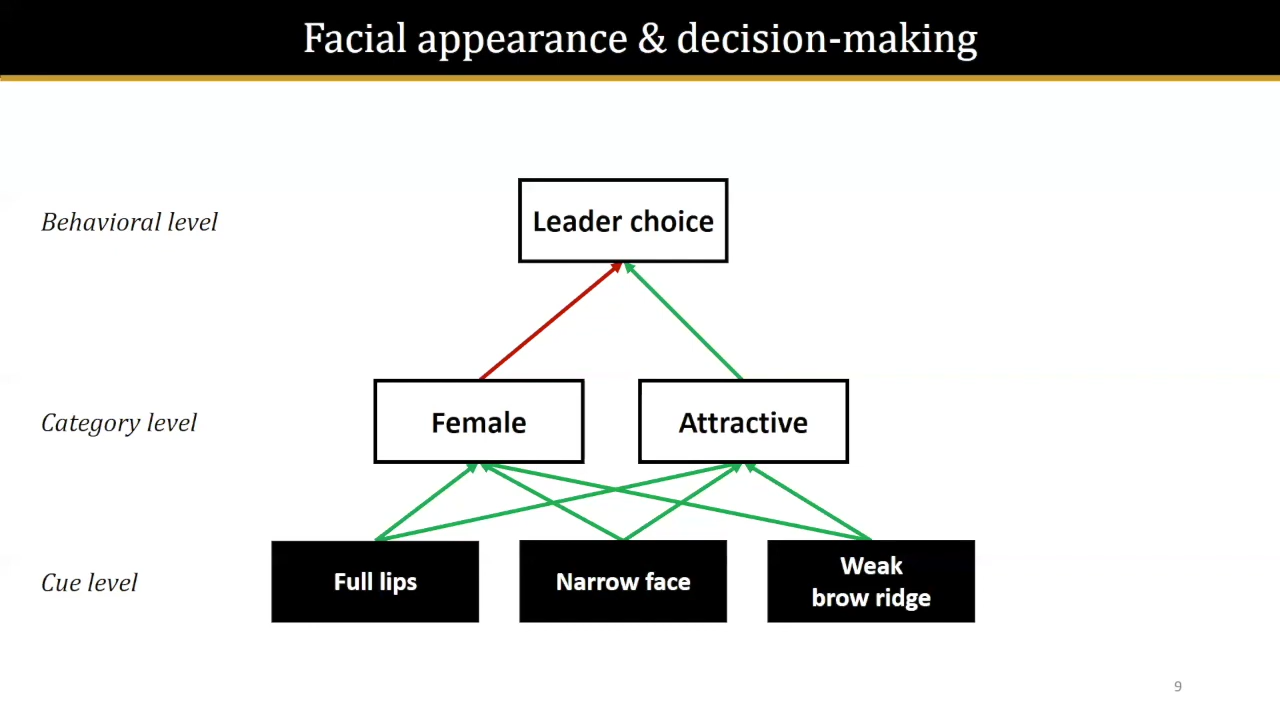 Facial appearance & decision-making
Behavioral level
Leader choice
Category level
Female
Attractive
Cue level
Full lips
Narrow face
Weak
brow ridge
9